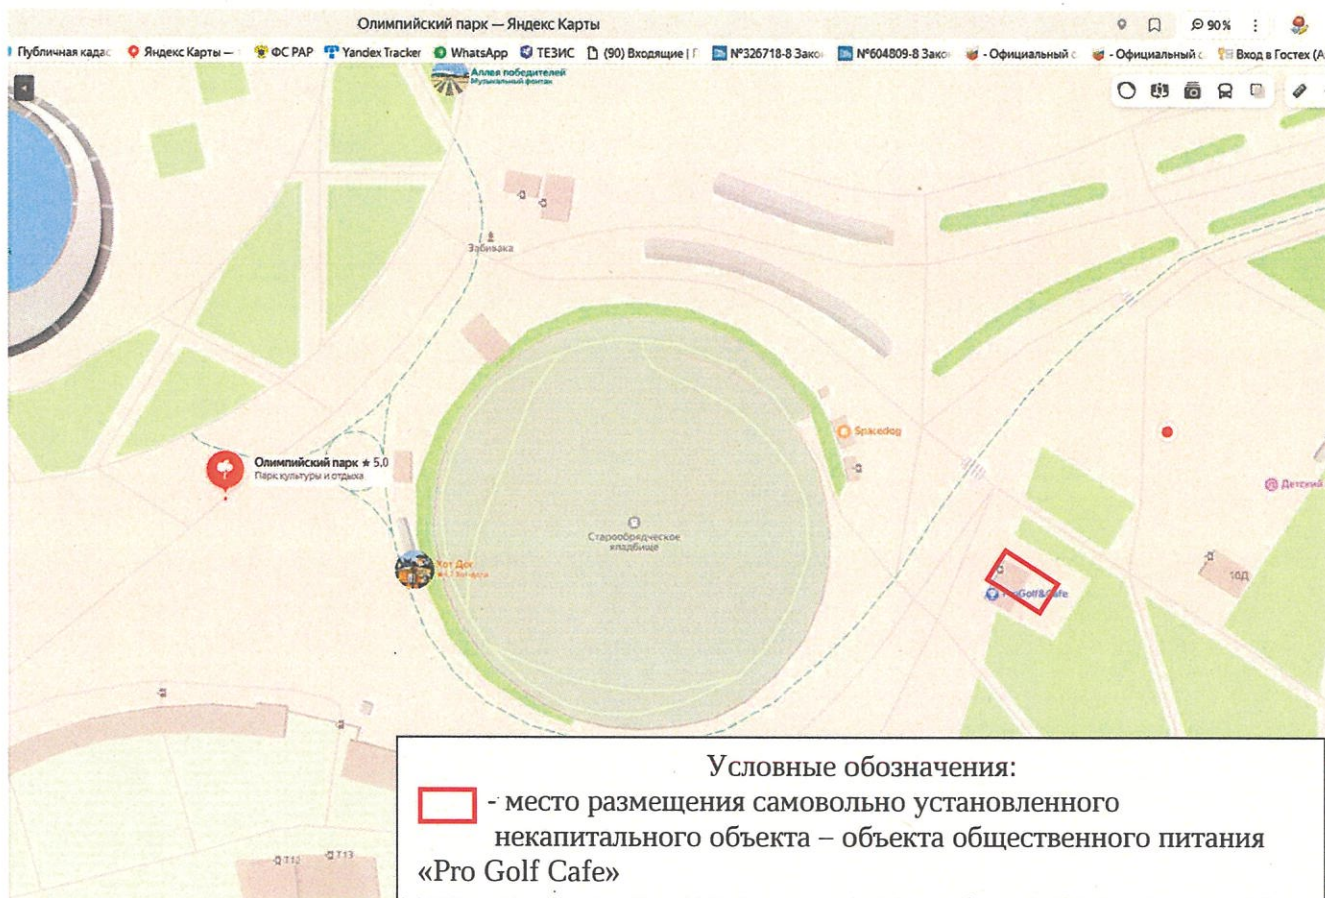 Олимпийский парк — Яндекс Карты
90 %
Публичная кадас
Яндекс Карты —
ФС РАР
Yandex Tracker
WhatsApp
ТЕЗИС
(90) Входящие | Г
№326718-8 Зако
№604809-8 Зако
- Официальный с
- Официальный с
Вход в Гостех (А
Аллея победителей
Музыкальный фонтан
Забивака
Spacedog
Олимпийский парк ★ 5,0
Парк культуры и отдыха
Детский
Старообрядческое
кладбище
Хот Дог
10Д
ProGolf&Cafe
Т12
Т13
Условные обозначения:
- место размещения самовольно установленного
некапитального объекта – объекта общественного питания
«Pro Golf Cafe»